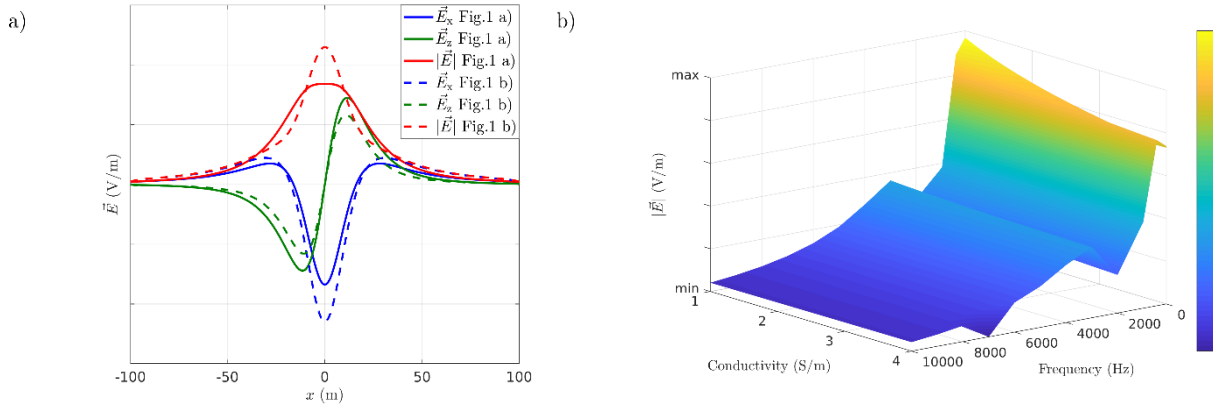 a)
E⃗x Fig.1 a)
E⃗z Fig.1 a)
|E⃗| Fig.1 a)
E⃗x Fig.1 b)
E⃗z Fig.1 b)
|E⃗| Fig.1 b)
E⃗ (V/m)
-100 -50 0 50 100
x (m)
b)
max
|E⃗| (V/m)
min
1 2 3 4
Conductivity (S/m)
10000 8000 6000 4000 2000 0
Frequency (Hz)